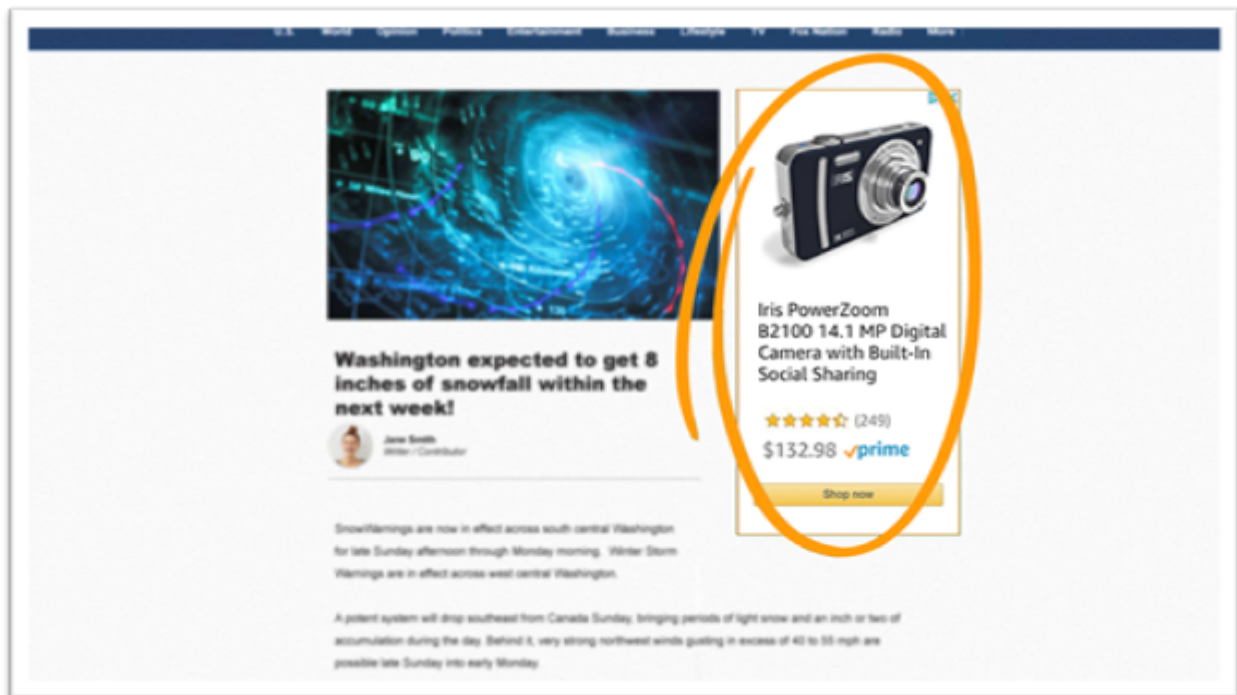 U.S. World Opinion Politics Entertainment Business Lifestyle TV Fox Nation Radio More
IRIS
Iris PowerZoom
B2100 14.1 MP Digital
Camera with Built-In
Social Sharing
(249)
$132.98 prime
Shop now
Washington expected to get 8
inches of snowfall within the
next week!
Jane Smith
Writer / Contributor
SnowWarnings are now in effect across south central Washington
for late Sunday afternoon through Monday morning. Winter Storm
Warnings are in effect across west central Washington.
A potent system will drop southeast from Canada Sunday, bringing periods of light snow and an inch or two of
accumulation during the day. Behind it, very strong northwest winds gusting in excess of 40 to 55 mph are
possible late Sunday into early Monday.